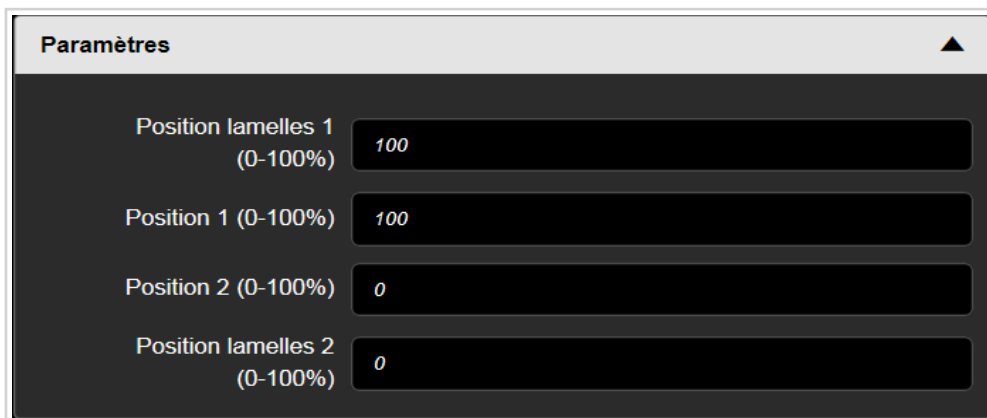 Paramètres
Position lamelles 1
(0-100%)
100
Position 1 (0-100%)
100
Position 2 (0-100%)
0
Position lamelles 2
(0-100%)
0